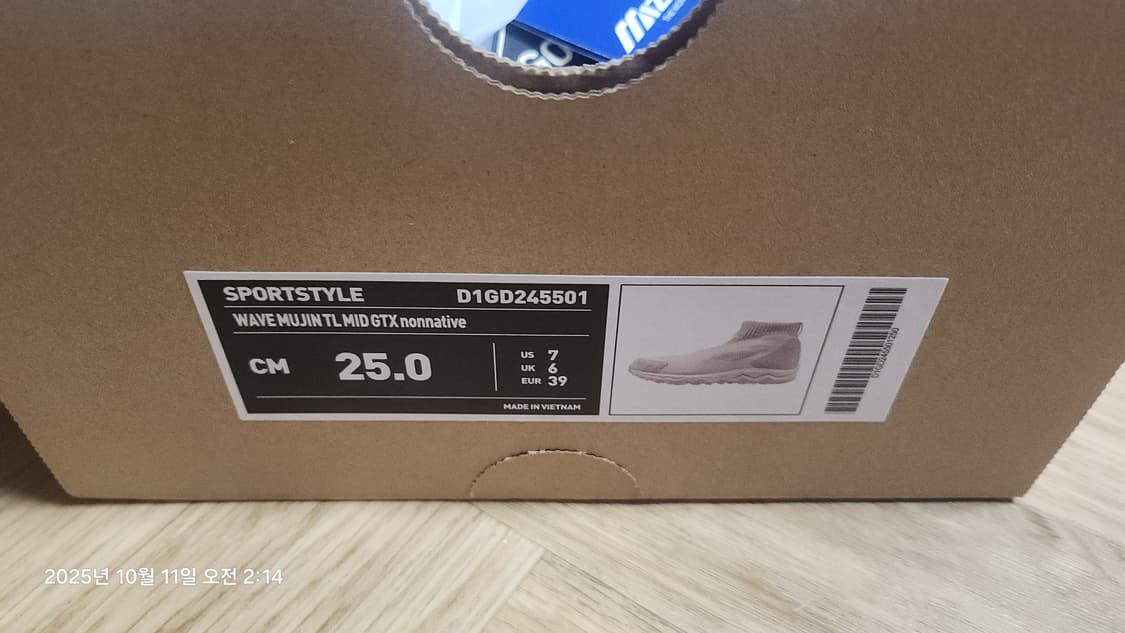 SPORTSTYLE D1GD245501
WAVE MUJIN TL MID GTX nonnative
CM 25.0
US 7
UK 6
EUR 39
MADE IN VIETNAM
2025년 10월 11일 오전 2:14